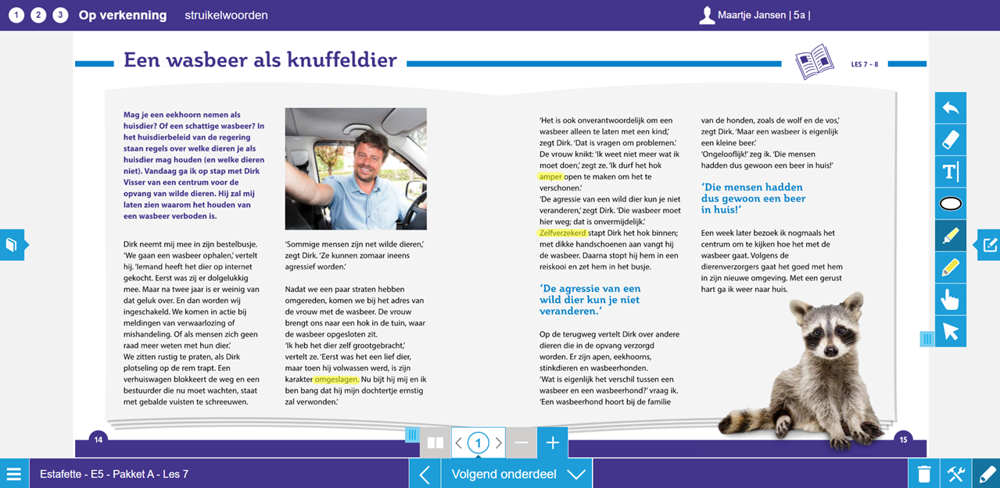 1 2 3 Op verkenning struikelwoorden
Maartje Jansen | 5a |
Een wasbeer als knuffeldier
LES 7 – 8
Mag je een eekhoorn nemen als
huisdier? Of een schattige wasbeer? In
het huisdierbeleid van de regering
staan regels over welke dieren je als
huisdier mag houden (en welke dieren
niet). Vandaag ga ik op stap met Dirk
Visser van een centrum voor de
opvang van wilde dieren. Hij zal mij
laten zien waarom het houden van
een wasbeer verboden is.
Dirk neemt mij mee in zijn bestelbusje.
‘We gaan een wasbeer ophalen,’ vertelt
hij. ‘Iemand heeft het dier op internet
gekocht. Eerst was zij er dolgelukkig
mee. Maar na twee jaar is er weinig van
dat geluk over. En dan worden wij
ingeschakeld. We komen in actie bij
meldingen van verwaarlozing of
mishandeling. Of als mensen zich geen
raad meer weten met hun dier.’
We zitten rustig te praten, als Dirk
plotseling op de rem trapt. Een
verhuiswagen blokkeert de weg en een
bestuurder die nu moet wachten, staat
met gebalde vuisten te schreeuwen.
‘Sommige mensen zijn net wilde dieren,’
zegt Dirk. ‘Ze kunnen zomaar ineens
agressief worden.’
Nadat we een paar straten hebben
omgereden, komen we bij het adres van
de vrouw met de wasbeer. De vrouw
brengt ons naar een hok in de tuin, waar
de wasbeer opgesloten zit.
‘Ik heb het dier zelf grootgebracht,’
vertelt ze. ‘Eerst was het een lief dier,
maar toen hij volwassen werd, is zijn
karakter omgeslagen. Nu bijt hij mij en ik
ben bang dat hij mijn dochtertje ernstig
zal verwonden.’
‘Het is ook onverantwoordelijk om een
wasbeer alleen te laten met een kind,’
zegt Dirk. ‘Dat is vragen om problemen.’
De vrouw knikt: ‘Ik weet niet meer wat ik
moet doen,’ zegt ze. ‘Ik durf het hok
amper open te maken om het te
verschonen.’
‘De agressie van een wild dier kun je niet
veranderen,’ zegt Dirk. ‘Die wasbeer moet
hier weg; dat is onvermijdelijk.’
Zelfverzekerd stapt Dirk het hok binnen;
met dikke handschoenen aan vangt hij
de wasbeer. Daarna stopt hij hem in een
reiskooi en zet hem in het busje.
‘De agressie van een
wild dier kun je niet
veranderen.’
Op de terugweg vertelt Dirk over andere
dieren die in de opvang verzorgd
worden. Er zijn apen, eekhoorns,
stinkdieren en wasbeerhonden.
‘Wat is eigenlijk het verschil tussen een
wasbeer en een wasbeerhond?’ vraag ik.
‘Een wasbeerhond hoort bij de familie
van de honden, zoals de wolf en de vos,’
zegt Dirk. ‘Maar een wasbeer is eigenlijk
een kleine beer.’
‘Ongelooflijk!’ zeg ik. ‘Die mensen
hadden dus gewoon een beer in huis!’
‘Die mensen hadden
dus gewoon een beer
in huis!’
Een week later bezoek ik nogmaals het
centrum om te kijken hoe het met de
wasbeer gaat. Volgens de
dierenverzorgers gaat het goed met hem
in zijn nieuwe omgeving. Met een gerust
hart ga ik weer naar huis.
T
14
1
15
Estafette - E5 - Pakket A - Les 7
Volgend onderdeel